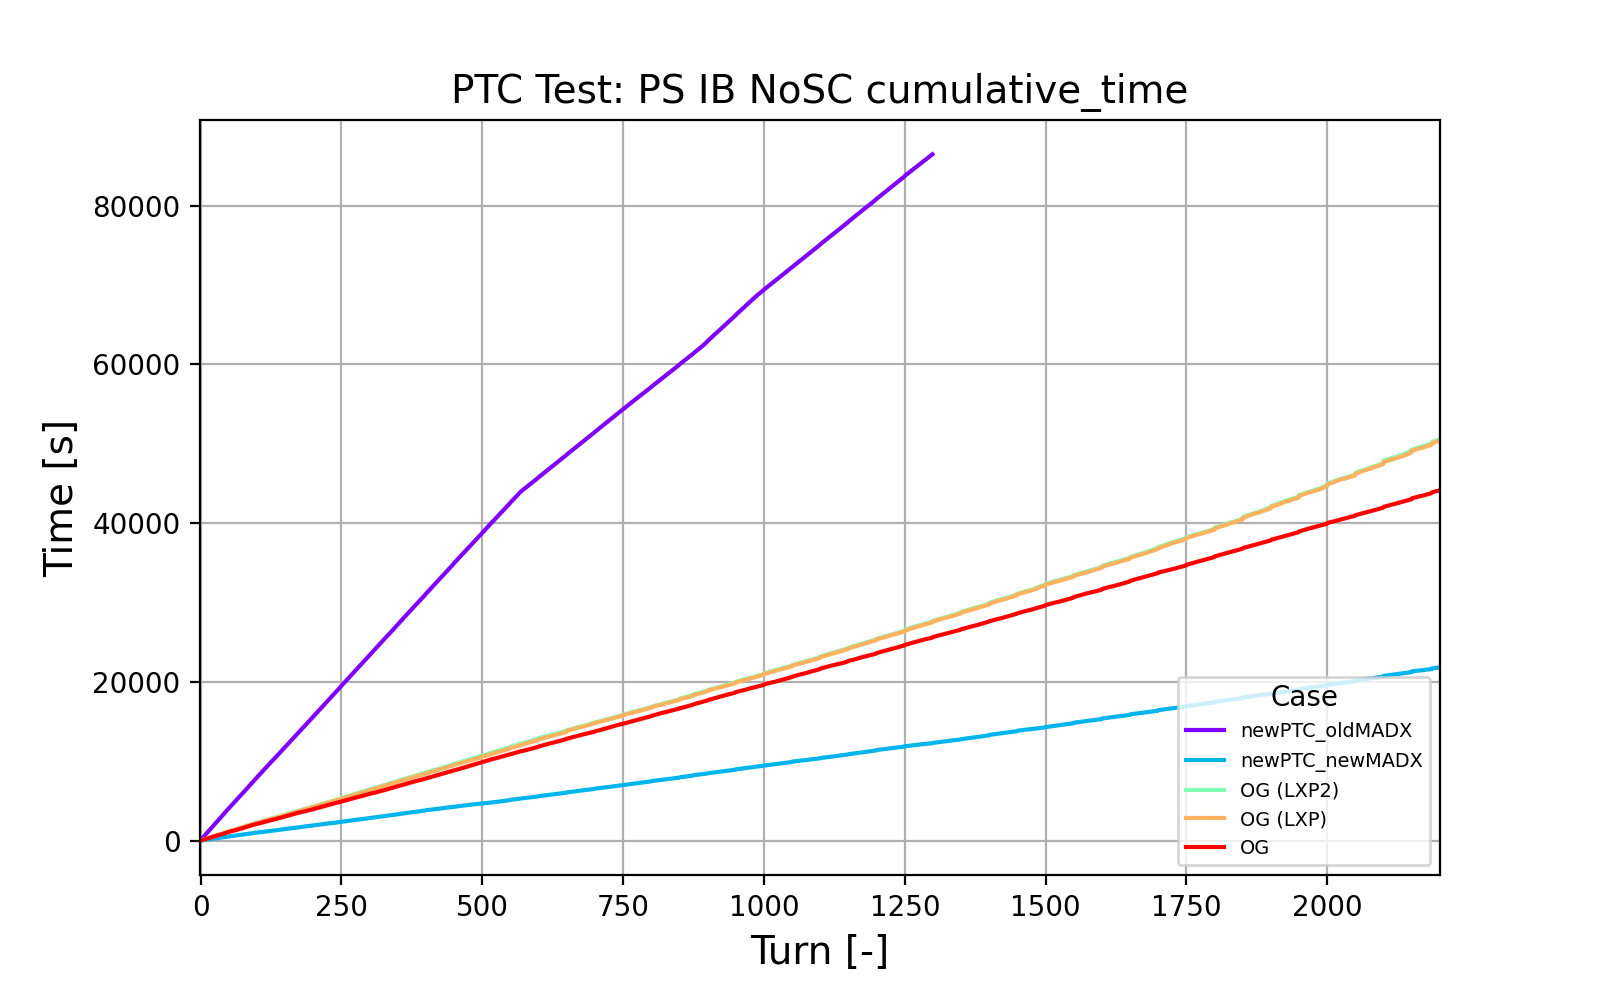 PTC Test: PS IB NoSC cumulative_time
Time [s]
80000
60000
40000
20000
0
0 250 500 750 1000 1250 1500 1750 2000
Turn [-]
Case
newPTC_oldMADX
newPTC_newMADX
OG (LXP2)
OG (LXP)
OG